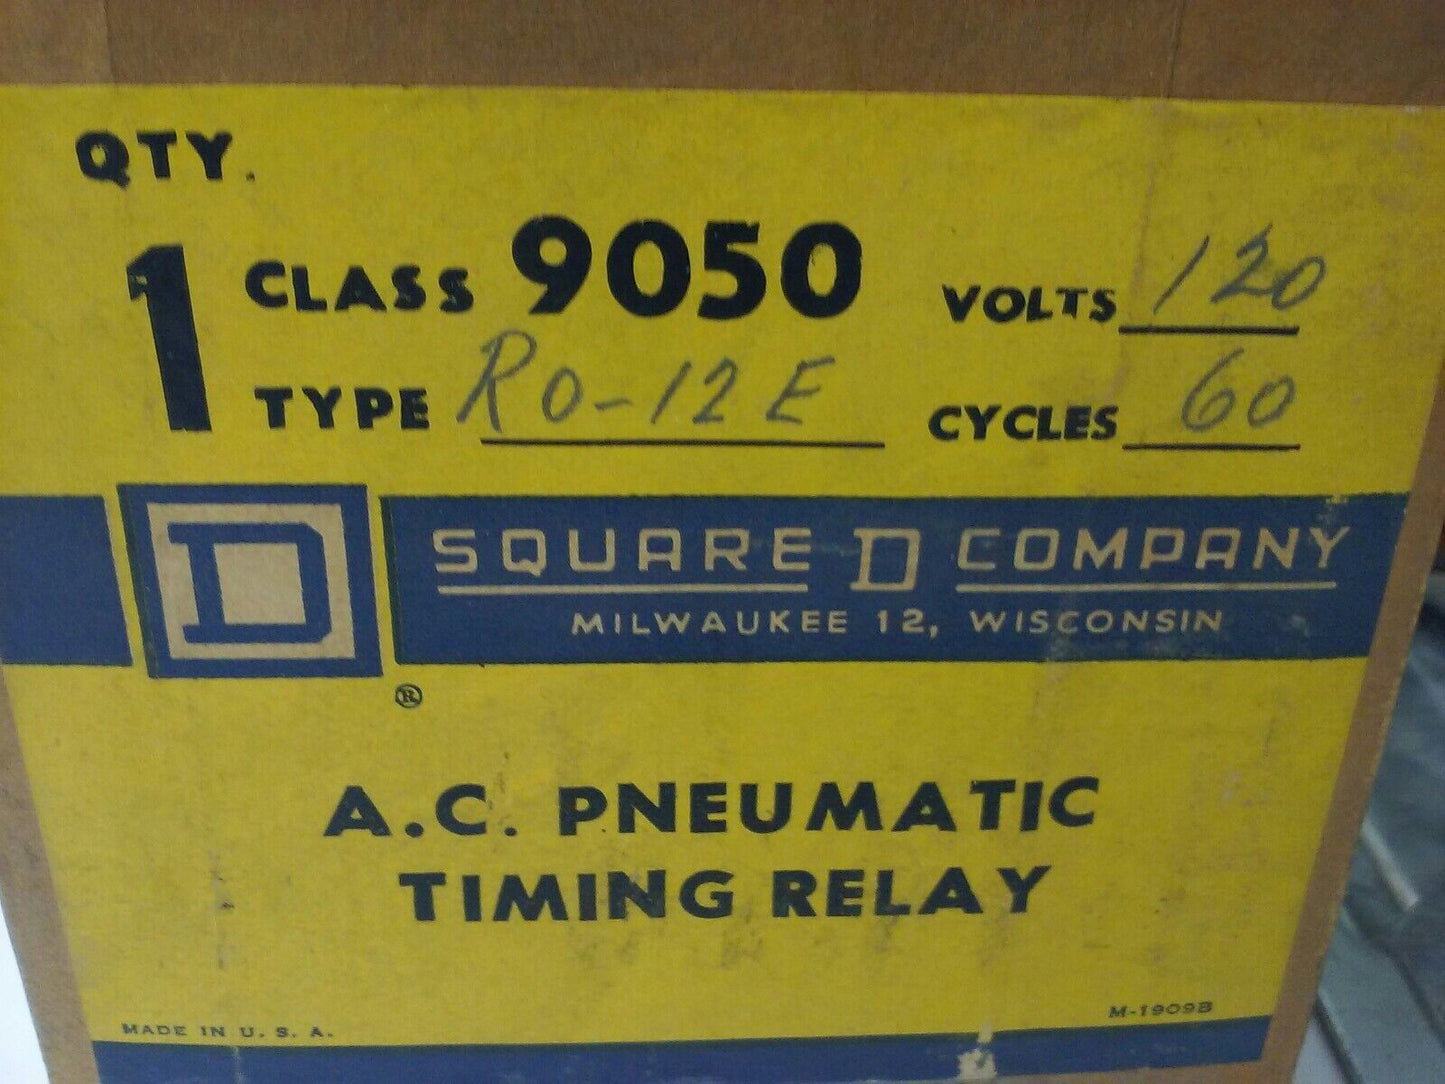 QTY.
1 CLASS 9050 VOLTS 120
TYPE RO-12E CYCLES 60
D SQUARE D COMPANY
MILWAUKEE 12, WISCONSIN
®
A.C. PNEUMATIC
TIMING RELAY
MADE IN U.S.A. M-1909B